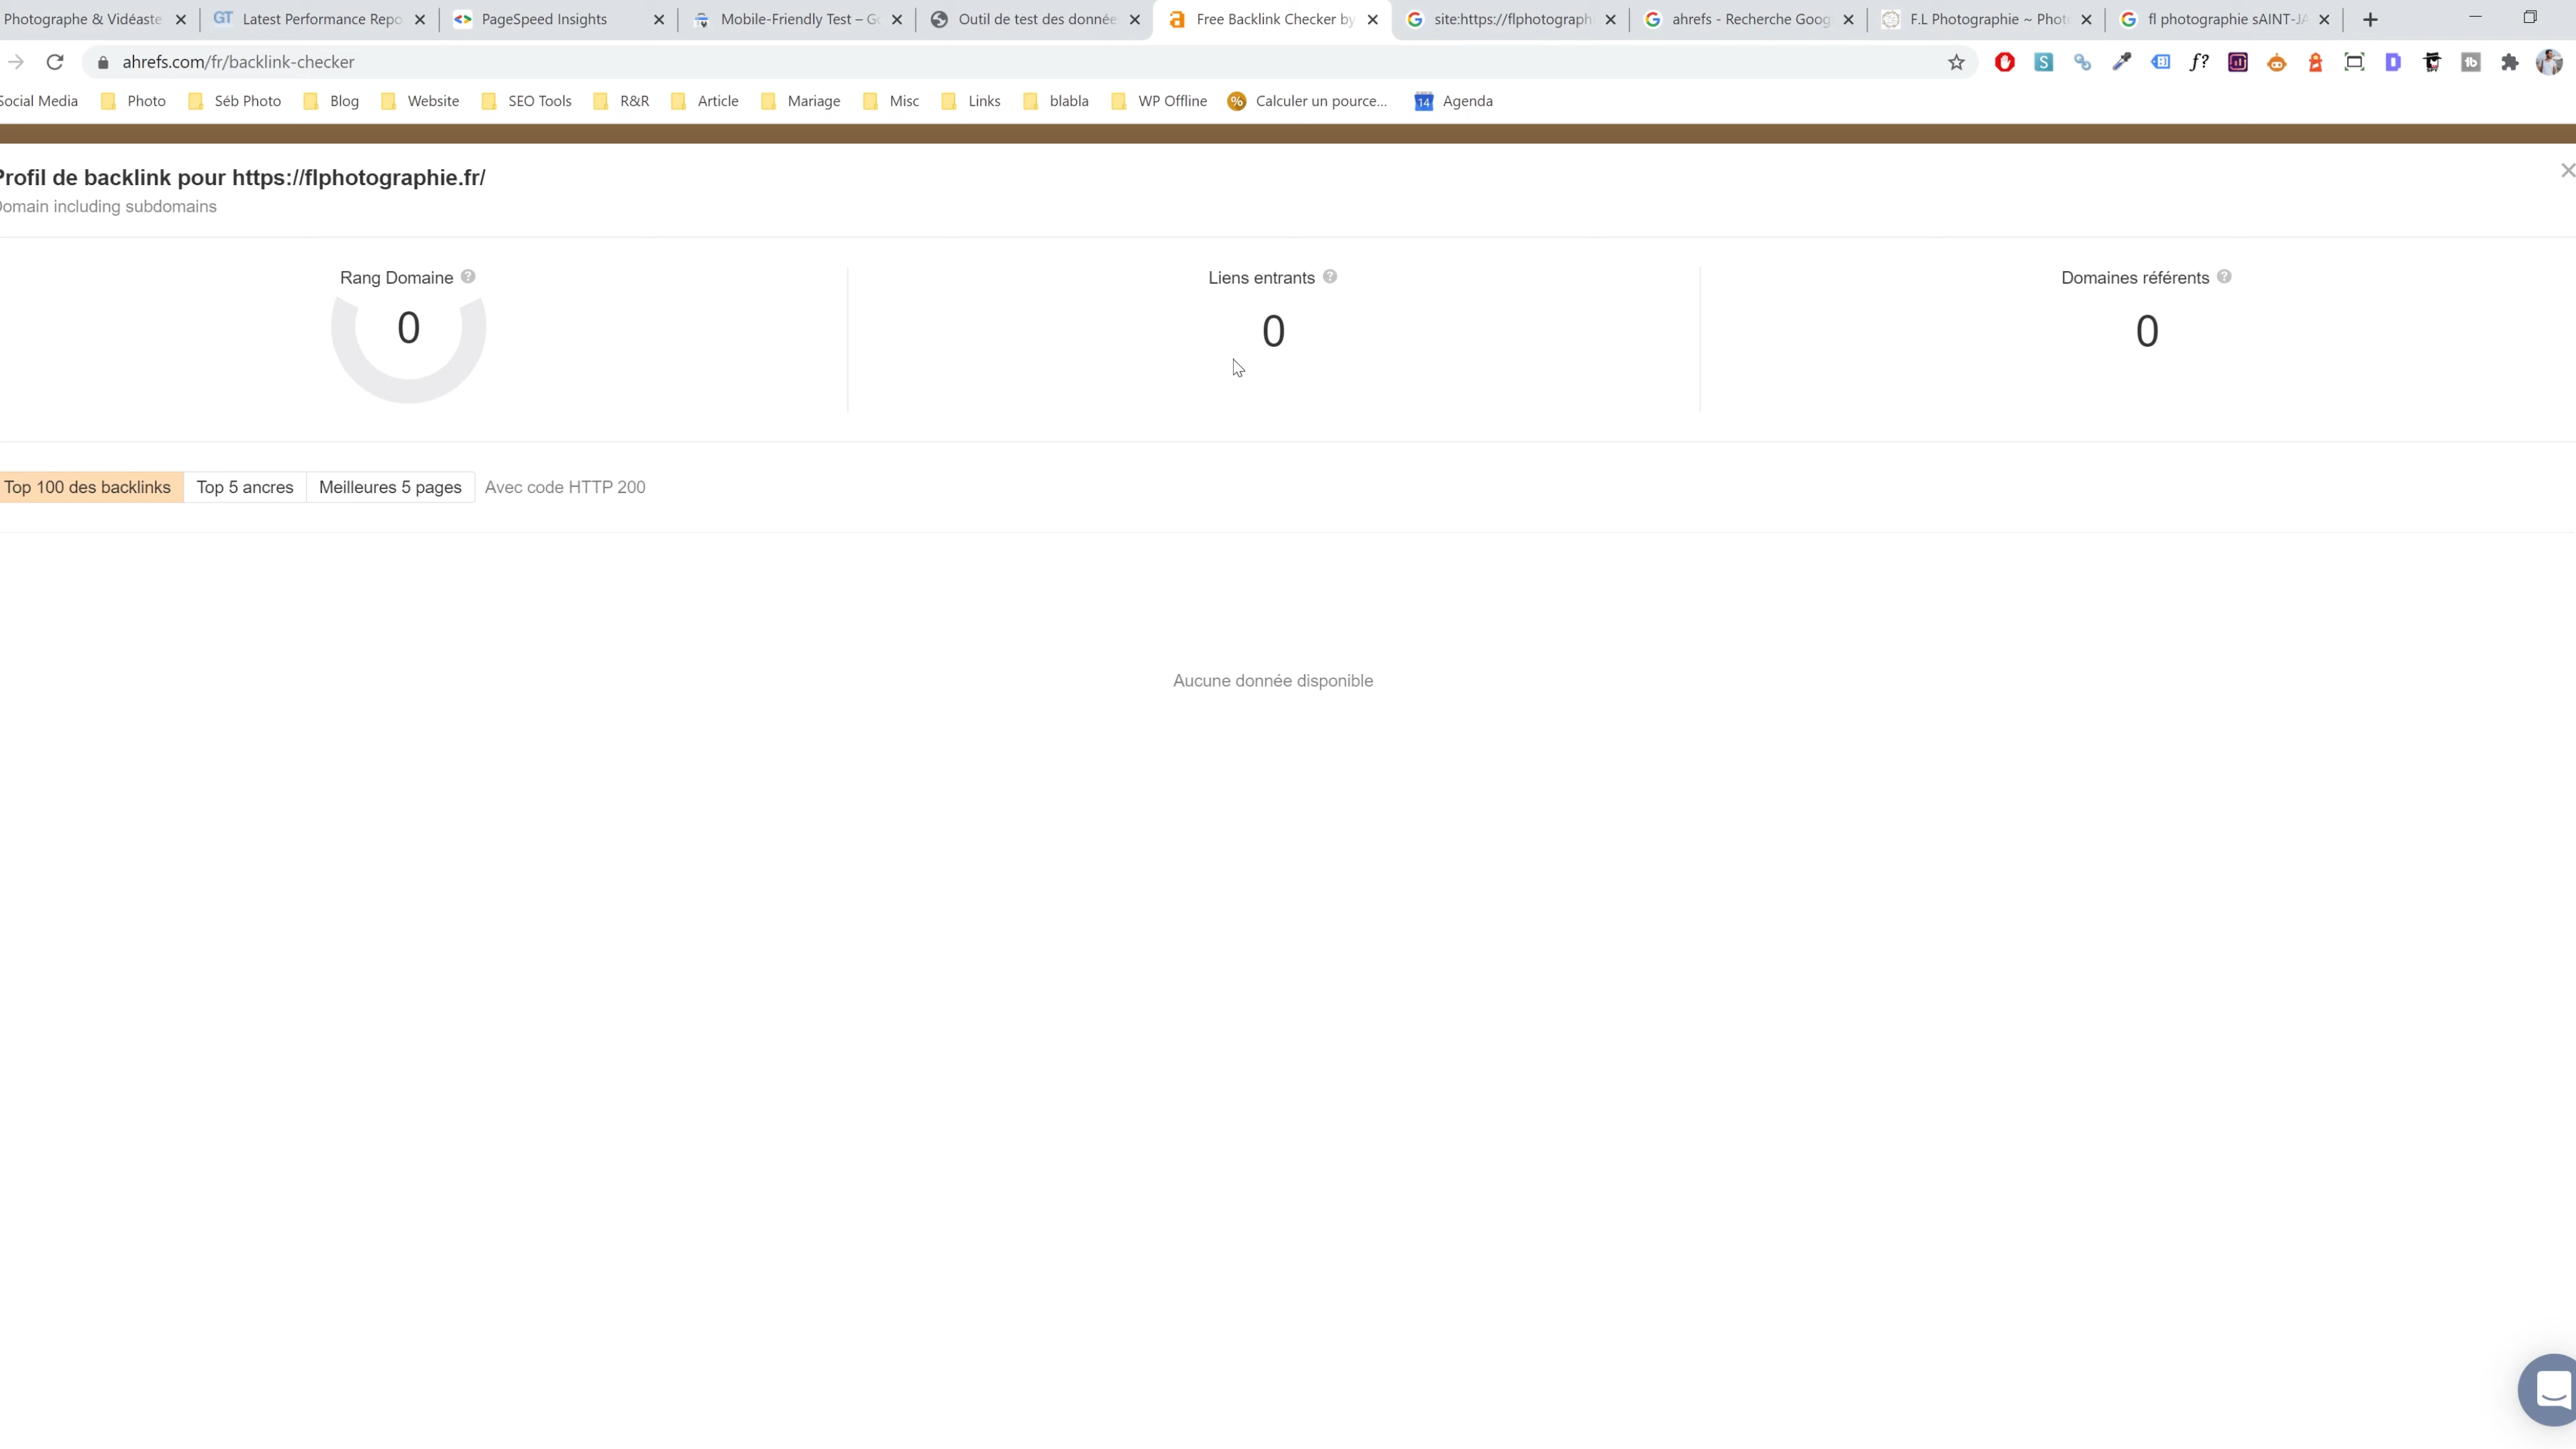 Photographe & Vidéaste
GT Latest Performance Repo
PageSpeed Insights
Mobile-Friendly Test – Go
Outil de test des donnée
Free Backlink Checker by
site:https://flphotograph
ahrefs - Recherche Goog
F.L Photographie ~ Phot
fl photographie sAINT-JA
ahrefs.com/fr/backlink-checker
Social Media
Photo
Séb Photo
Blog
Website
SEO Tools
R&R
Article
Mariage
Misc
Links
blabla
WP Offline
Calculer un pource...
14 Agenda
Profil de backlink pour https://flphotographie.fr/
Domain including subdomains
Rang Domaine ?
0
Liens entrants ?
0
Domaines référents ?
0
Top 100 des backlinks
Top 5 ancres
Meilleures 5 pages
Avec code HTTP 200
Aucune donnée disponible